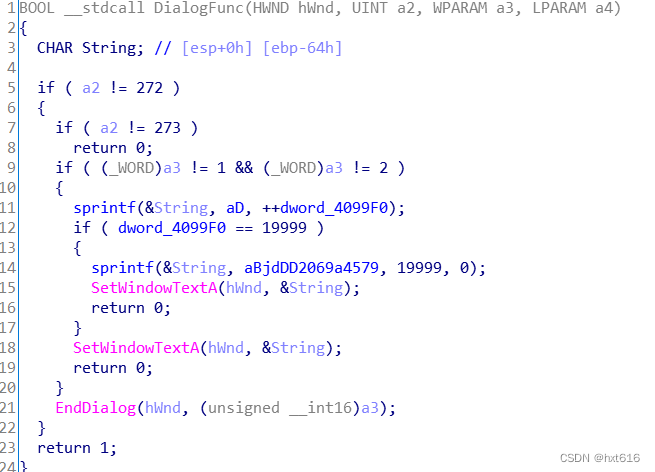 1 BOOL __stdcall DialogFunc(HWND hWnd, UINT a2, WPARAM a3, LPARAM a4)
2 {
3   CHAR String; // [esp+0h] [ebp-64h]
4
5   if ( a2 != 272 )
6   {
7     if ( a2 != 273 )
8       return 0;
9     if ( (_WORD)a3 != 1 && (_WORD)a3 != 2 )
10     {
11       sprintf(&String, aD, ++dword_4099F0);
12       if ( dword_4099F0 == 19999 )
13       {
14         sprintf(&String, aBjdDD2069a4579, 19999, 0);
15         SetWindowTextA(hWnd, &String);
16         return 0;
17       }
18       SetWindowTextA(hWnd, &String);
19       return 0;
20     }
21     EndDialog(hWnd, (unsigned __int16)a3);
22   }
23   return 1;
24 }
CSDN @hxt616